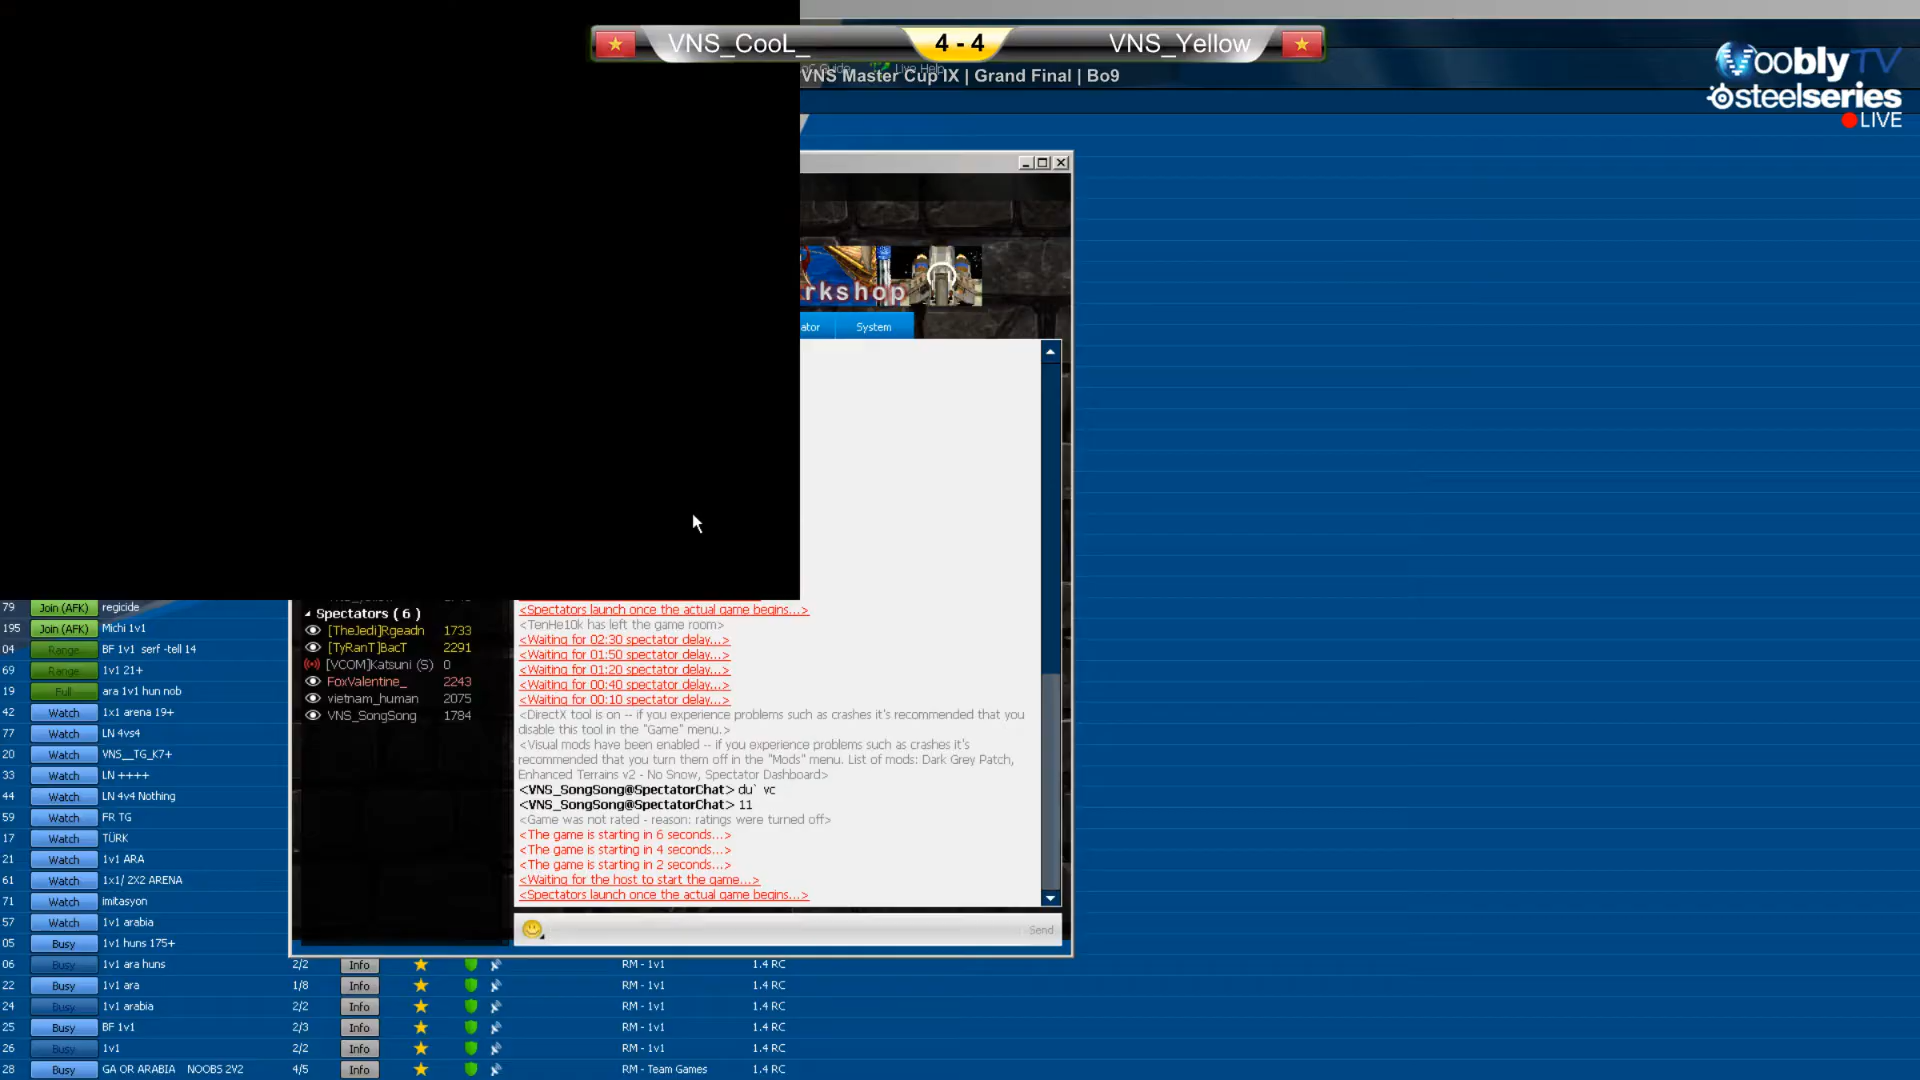 VNS_CooL_ 4 - 4 VNS_Yellow
VNS Master Cup IX | Grand Final | Bo9
Live Help
VooblyTV
steelseries
LIVE
rkshop
ator System
79 Join (AFK) regicide
195 Join (AFK) Michi 1v1
04 Range BF 1v1 serf -tell 14
69 Range 1v1 21+
19 Full ara 1v1 hun nob
42 Watch 1x1 arena 19+
77 Watch LN 4vs4
20 Watch VNS__TG_K7+
33 Watch LN ++++
44 Watch LN 4v4 Nothing
59 Watch FR TG
17 Watch TÜRK
21 Watch 1v1 ARA
61 Watch 1x1/ 2X2 ARENA
71 Watch imitasyon
57 Watch 1v1 arabia
05 Busy 1v1 huns 175+
06 Busy 1v1 ara huns 2/2 Info RM - 1v1 1.4 RC
22 Busy 1v1 ara 1/8 Info RM - 1v1 1.4 RC
24 Busy 1v1 arabia 2/2 Info RM - 1v1 1.4 RC
25 Busy BF 1v1 2/3 Info RM - 1v1 1.4 RC
26 Busy 1v1 2/2 Info RM - 1v1 1.4 RC
28 Busy GA OR ARABIA NOOBS 2V2 4/5 Info RM - Team Games 1.4 RC
Spectators ( 6 )
[TheJedi]Rgeadn 1733
[TyRanT]BacT 2291
[VCOM]Katsuni (S) 0
FoxValentine_ 2243
vietnam_human 2075
VNS_SongSong 1784
<Spectators launch once the actual game begins...>
<TenHe10k has left the game room>
<Waiting for 02:30 spectator delay...>
<Waiting for 01:50 spectator delay...>
<Waiting for 01:20 spectator delay...>
<Waiting for 00:40 spectator delay...>
<Waiting for 00:10 spectator delay...>
<DirectX tool is on -- if you experience problems such as crashes it's recommended that you
disable this tool in the "Game" menu.>
<Visual mods have been enabled -- if you experience problems such as crashes it's
recommended that you turn them off in the "Mods" menu. List of mods: Dark Grey Patch,
Enhanced Terrains v2 - No Snow, Spectator Dashboard>
<VNS_SongSong@SpectatorChat> du` vc
<VNS_SongSong@SpectatorChat> 11
<Game was not rated - reason: ratings were turned off>
<The game is starting in 6 seconds...>
<The game is starting in 4 seconds...>
<The game is starting in 2 seconds...>
<Waiting for the host to start the game...>
<Spectators launch once the actual game begins...>
Send